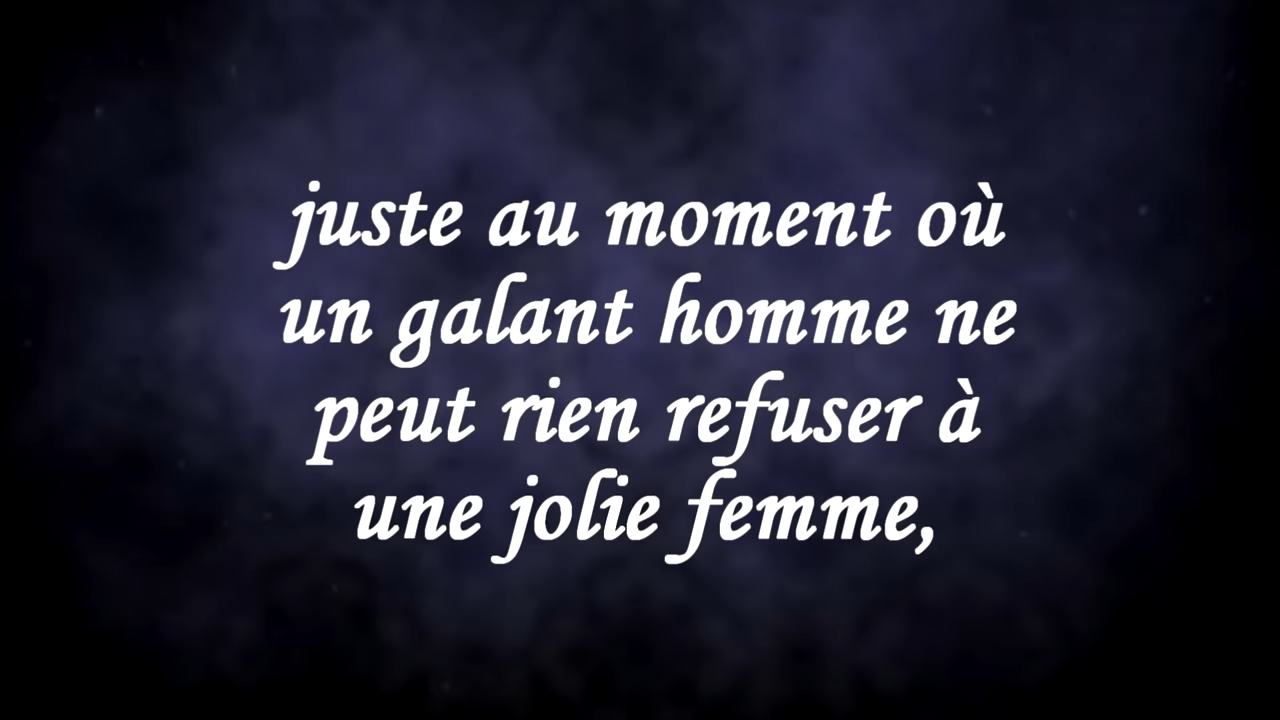 juste au moment où
un galant homme ne
peut rien refuser à
une jolie femme,